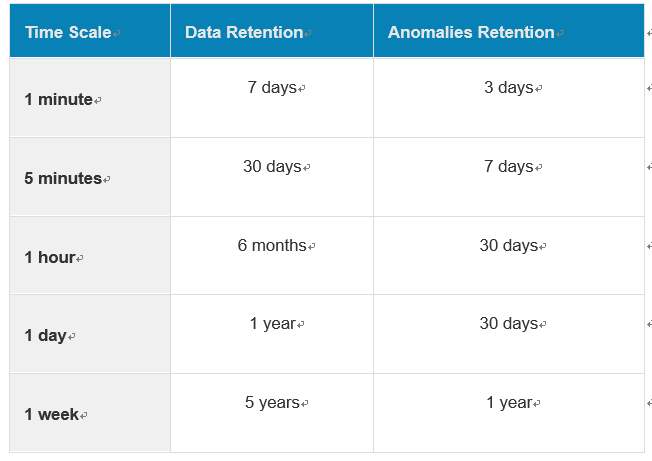 Time Scale Data Retention Anomalies Retention
1 minute 7 days 3 days
5 minutes 30 days 7 days
1 hour 6 months 30 days
1 day 1 year 30 days
1 week 5 years 1 year